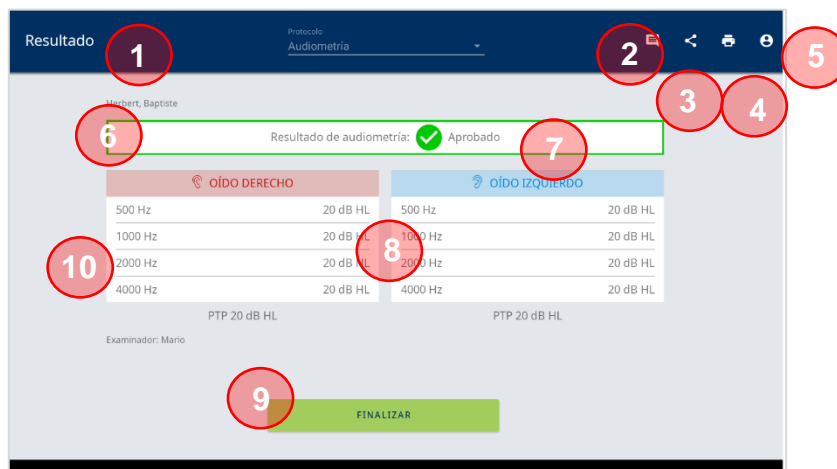 Protocolo
Resultado 1 Audiometría 2 3 4 5
Herbert, Baptiste
6 Resultado de audiometría: Aprobado 7
OÍDO DERECHO OÍDO IZQUIERDO
500 Hz 20 dB HL 500 Hz 20 dB HL
1000 Hz 20 dB HL 1000 Hz 20 dB HL
8
10 2000 Hz 20 dB HL 2000 Hz 20 dB HL
4000 Hz 20 dB HL 4000 Hz 20 dB HL
PTP 20 dB HL PTP 20 dB HL
Examinador: Mario
9
FINALIZAR